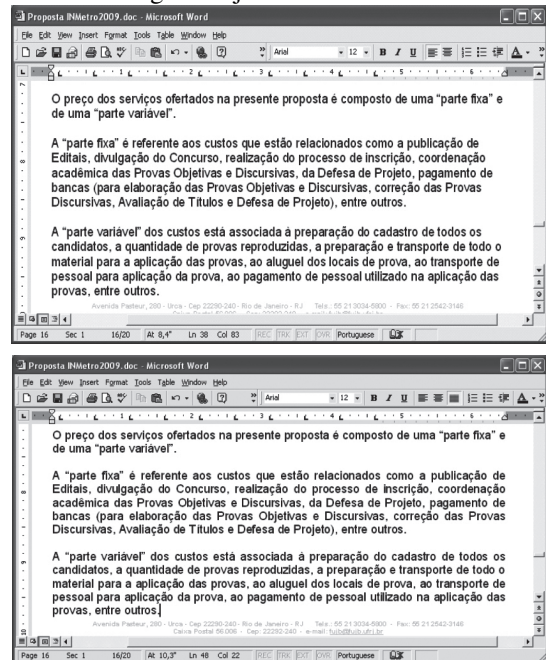 Proposta INMetro2009.doc - Microsoft Word
File Edit View Insert Format Tools Table Window Help
Arial 12 B I U A
1 2 3 4 5 6
O preço dos serviços ofertados na presente proposta é composto de uma “parte fixa” e
de uma “parte variável”.
A “parte fixa” é referente aos custos que estão relacionados como a publicação de
Editais, divulgação do Concurso, realização do processo de inscrição, coordenação
acadêmica das Provas Objetivas e Discursivas, da Defesa de Projeto, pagamento de
bancas (para elaboração das Provas Objetivas e Discursivas, correção das Provas
Discursivas, Avaliação de Títulos e Defesa de Projeto), entre outros.
A “parte variável” dos custos está associada à preparação do cadastro de todos os
candidatos, a quantidade de provas reproduzidas, a preparação e transporte de todo o
material para a aplicação das provas, ao aluguel dos locais de prova, ao transporte de
pessoal para aplicação da prova, ao pagamento de pessoal utilizado na aplicação das
provas, entre outros.
Avenida Pasteur, 280 - Urca - Cep 22290-240 - Rio de Janeiro - RJ Tels.: 55 21 3034-6900 - Fax: 55 21 2542-3146
Page 16 Sec 1 16/20 At 8,4" Ln 38 Col 83 REC TRK EXT OVR Portuguese
Proposta INMetro2009.doc - Microsoft Word
File Edit View Insert Format Tools Table Window Help
Arial 12 B I U A
1 2 3 4 5
O preço dos serviços ofertados na presente proposta é composto de uma “parte fixa” e
de uma “parte variável”.
A “parte fixa” é referente aos custos que estão relacionados como a publicação de
Editais, divulgação do Concurso, realização do processo de inscrição, coordenação
acadêmica das Provas Objetivas e Discursivas, da Defesa de Projeto, pagamento de
bancas (para elaboração das Provas Objetivas e Discursivas, correção das Provas
Discursivas, Avaliação de Títulos e Defesa de Projeto), entre outros.
A “parte variável” dos custos está associada à preparação do cadastro de todos os
candidatos, a quantidade de provas reproduzidas, a preparação e transporte de todo o
material para a aplicação das provas, ao aluguel dos locais de prova, ao transporte de
pessoal para aplicação da prova, ao pagamento de pessoal utilizado na aplicação das
provas, entre outros.
Avenida Pasteur, 280 - Urca - Cep 22290-240 - Rio de Janeiro - RJ Tels.: 55 21 3034-6900 - Fax: 55 21 2542-3146
Caixa Postal 56.006 - Cep: 22292-240 - e-mail:
Page 16 Sec 1 16/20 At 10,3" Ln 48 Col 22 REC TRK EXT OVR Portuguese